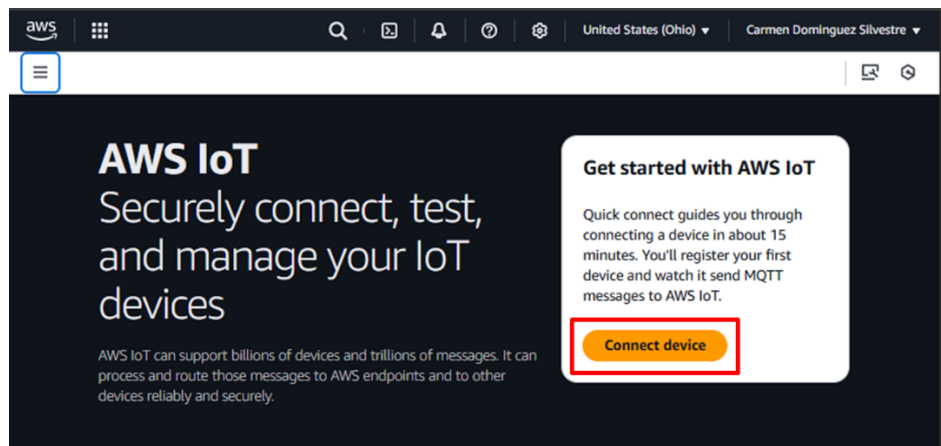 aws
United States (Ohio)
Carmen Dominguez Silvestre
AWS IoT
Securely connect, test,
and manage your IoT
devices
AWS IoT can support billions of devices and trillions of messages. It can
process and route those messages to AWS endpoints and to other
devices reliably and securely.
Get started with AWS IoT
Quick connect guides you through
connecting a device in about 15
minutes. You'll register your first
device and watch it send MQTT
messages to AWS IoT.
Connect device